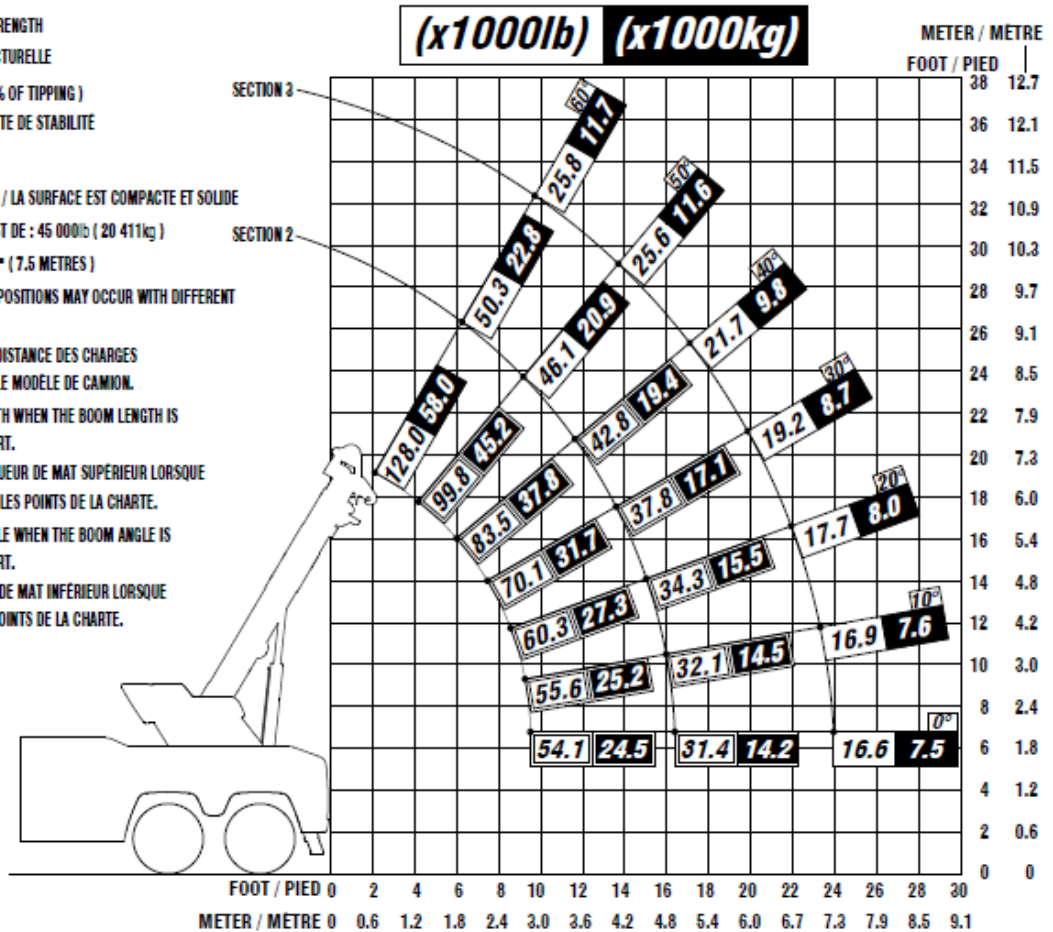 RENGTH
CTURELLE
% OF TIPPING )
TE DE STABILITÉ
/ LA SURFACE EST COMPACTE ET SOLIDE
T DE : 45 000lb ( 20 411kg )
" ( 7.5 METRES )
POSITIONS MAY OCCUR WITH DIFFERENT
DISTANCE DES CHARGES
LE MODÈLE DE CAMION.
TH WHEN THE BOOM LENGTH IS
RT.
UEUR DE MAT SUPÉRIEUR LORSQUE
LES POINTS DE LA CHARTE.
LE WHEN THE BOOM ANGLE IS
RT.
DE MAT INFÉRIEUR LORSQUE
OINTS DE LA CHARTE.
(x1000lb) (x1000kg)
METER / MÈTRE
FOOT / PIED
SECTION 3
SECTION 2
60°
25.8 11.7
50.3 22.8
128.0 58.0
50°
25.6 11.6
46.1 20.9
99.8 45.2
40°
21.7 9.8
42.8 19.4
83.5 37.8
30°
19.2 8.7
37.8 17.1
70.1 31.7
20°
17.7 8.0
34.3 15.5
60.3 27.3
10°
16.9 7.6
32.1 14.5
55.6 25.2
0°
54.1 24.5 31.4 14.2 16.6 7.5
38 12.7
36 12.1
34 11.5
32 10.9
30 10.3
28 9.7
26 9.1
24 8.5
22 7.9
20 7.3
18 6.0
16 5.4
14 4.8
12 4.2
10 3.0
8 2.4
6 1.8
4 1.2
2 0.6
0 0
FOOT / PIED 0 2 4 6 8 10 12 14 16 18 20 22 24 26 28 30
METER / MÈTRE 0 0.6 1.2 1.8 2.4 3.0 3.6 4.2 4.8 5.4 6.0 6.7 7.3 7.9 8.5 9.1